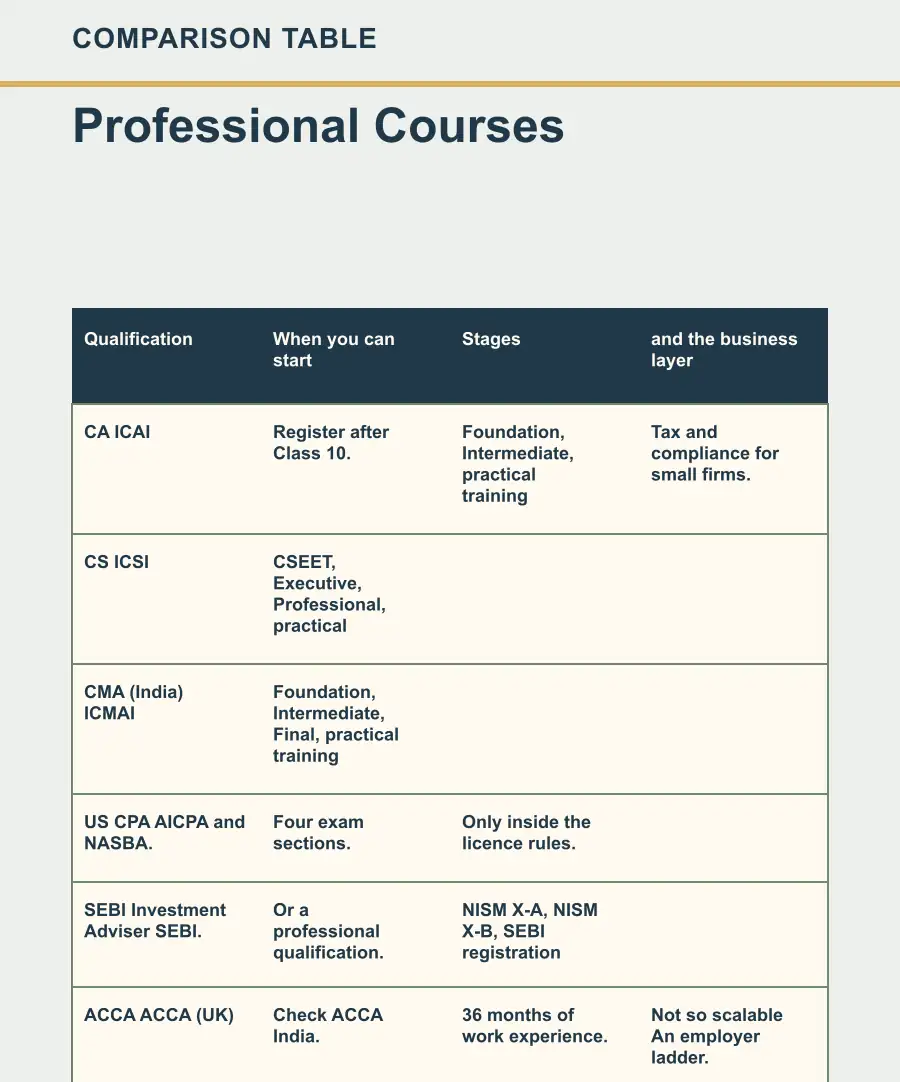 COMPARISON TABLE
Professional Courses
Qualification
When you can
start
Stages
and the business
layer
CA ICAI
Register after
Class 10.
Foundation,
Intermediate,
practical
training
Tax and
compliance for
small firms.
CS ICSI
CSEET,
Executive,
Professional,
practical
CMA (India)
ICMAI
Foundation,
Intermediate,
Final, practical
training
US CPA AICPA and
NASBA.
Four exam
sections.
Only inside the
licence rules.
SEBI Investment
Adviser SEBI.
Or a
professional
qualification.
NISM X-A, NISM
X-B, SEBI
registration
ACCA ACCA (UK)
Check ACCA
India.
36 months of
work experience.
Not so scalable
An employer
ladder.